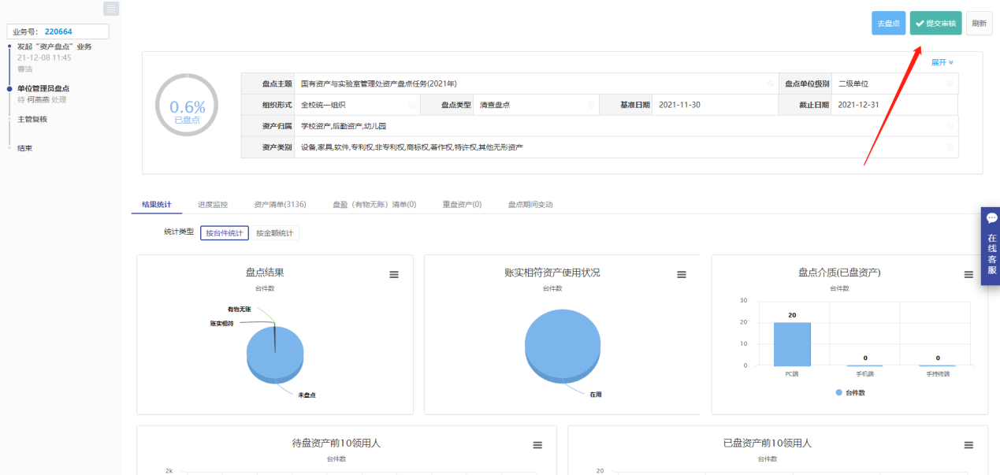 业务号： 220664
发起“资产盘点”业务
21-12-08 11:45
曹洁
单位管理员盘点
待 何燕燕 处理
主管复核
结束
去盘点
提交审核
刷新
展开
0.6%
已盘点
盘点主题 国有资产与实验室管理处资产盘点任务(2021年) 盘点单位级别 二级单位
组织形式 全校统一组织 盘点类型 清查盘点 基准日期 2021-11-30 截止日期 2021-12-31
资产归属 学校资产,后勤资产,幼儿园
资产类别 设备,家具,软件,专利权,非专利权,商标权,著作权,特许权,其他无形资产
结果统计 进度监控 资产清单(3136) 盘盈（有物无账）清单(0) 重盘资产(0) 盘点期间变动
统计类型 按台件统计 按金额统计
盘点结果
台件数
有物无账
账实相符
未盘点
账实相符资产使用状况
台件数
在用
盘点介质(已盘资产)
台件数
30
20
10
0
20
0
0
PC端 手机端 手持终端
台件数
在线客服
待盘资产前10领用人
台件数
2k
已盘资产前10领用人
台件数
20